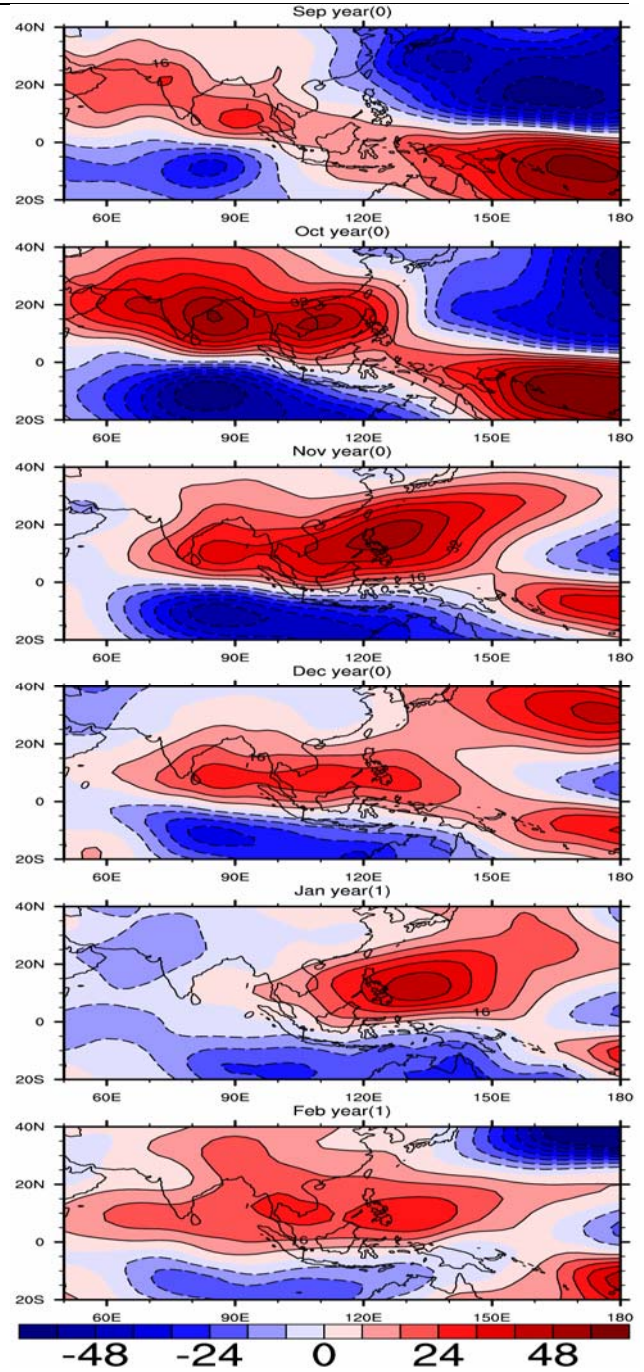 Sep year(0)
40N
20N
16
0
20S
60E 90E 120E 150E 180
Oct year(0)
40N
20N
0
20S
60E 90E 120E 150E 180
Nov year(0)
40N
20N
0
16
20S
60E 90E 120E 150E 180
Dec year(0)
40N
20N
16
0
20S
60E 90E 120E 150E 180
Jan year(1)
40N
20N
0
16
20S
60E 90E 120E 150E 180
Feb year(1)
40N
20N
0
16
20S
60E 90E 120E 150E 180
-48 -24 0 24 48